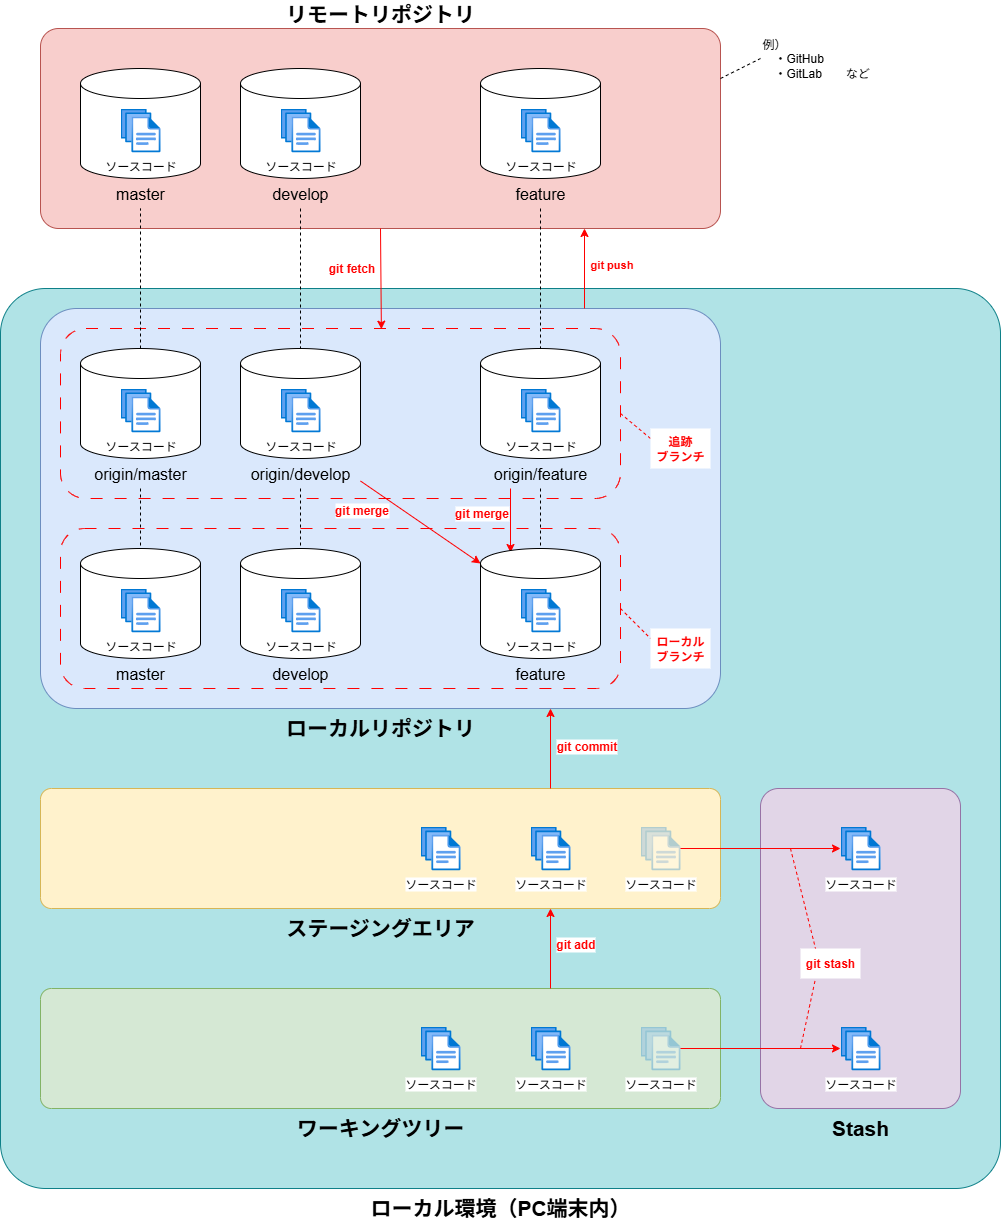 リモートリポジトリ
例）
・GitHub
・GitLab　　など
ソースコード
ソースコード
ソースコード
master
develop
feature
git fetch
git push
ソースコード
ソースコード
ソースコード
追跡
ブランチ
origin/master
origin/develop
origin/feature
git merge
git merge
ソースコード
ソースコード
ソースコード
ローカル
ブランチ
master
develop
feature
ローカルリポジトリ
git commit
ソースコード
ソースコード
ソースコード
ソースコード
ステージングエリア
git add
git stash
ソースコード
ソースコード
ソースコード
ソースコード
ワーキングツリー
Stash
ローカル環境（PC端末内）